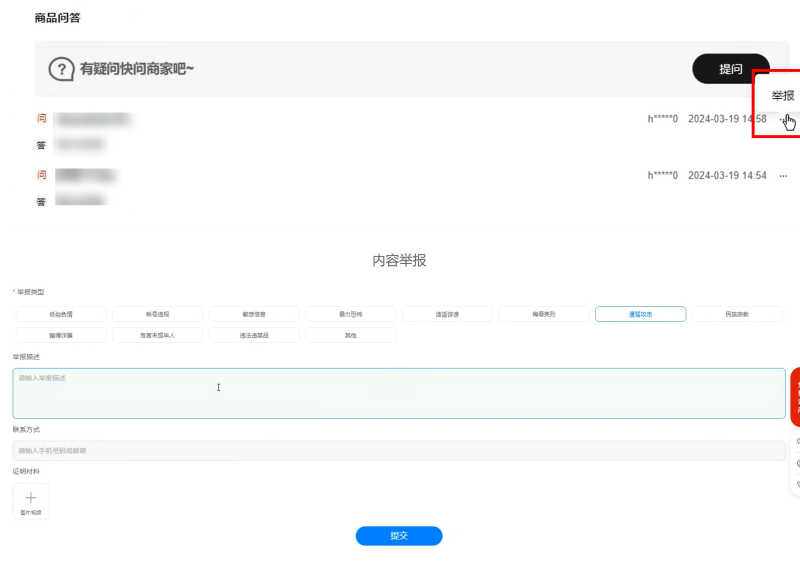 商品问答
? 有疑问快问商家吧~
提问
举报
问
h*****0 2024-03-19 14:58
答
问
h*****0 2024-03-19 14:54 ...
答
内容举报
* 举报类型
低俗色情 帐号违规 敏感信息 暴力恐怖 造谣诽谤 侮辱英烈 谩骂攻击 民族宗教
赌博诈骗 危害未成年人 违法违禁品 其他
举报描述
请输入举报描述
联系方式
请输入手机号码或邮箱
证明材料
图片/视频
提交